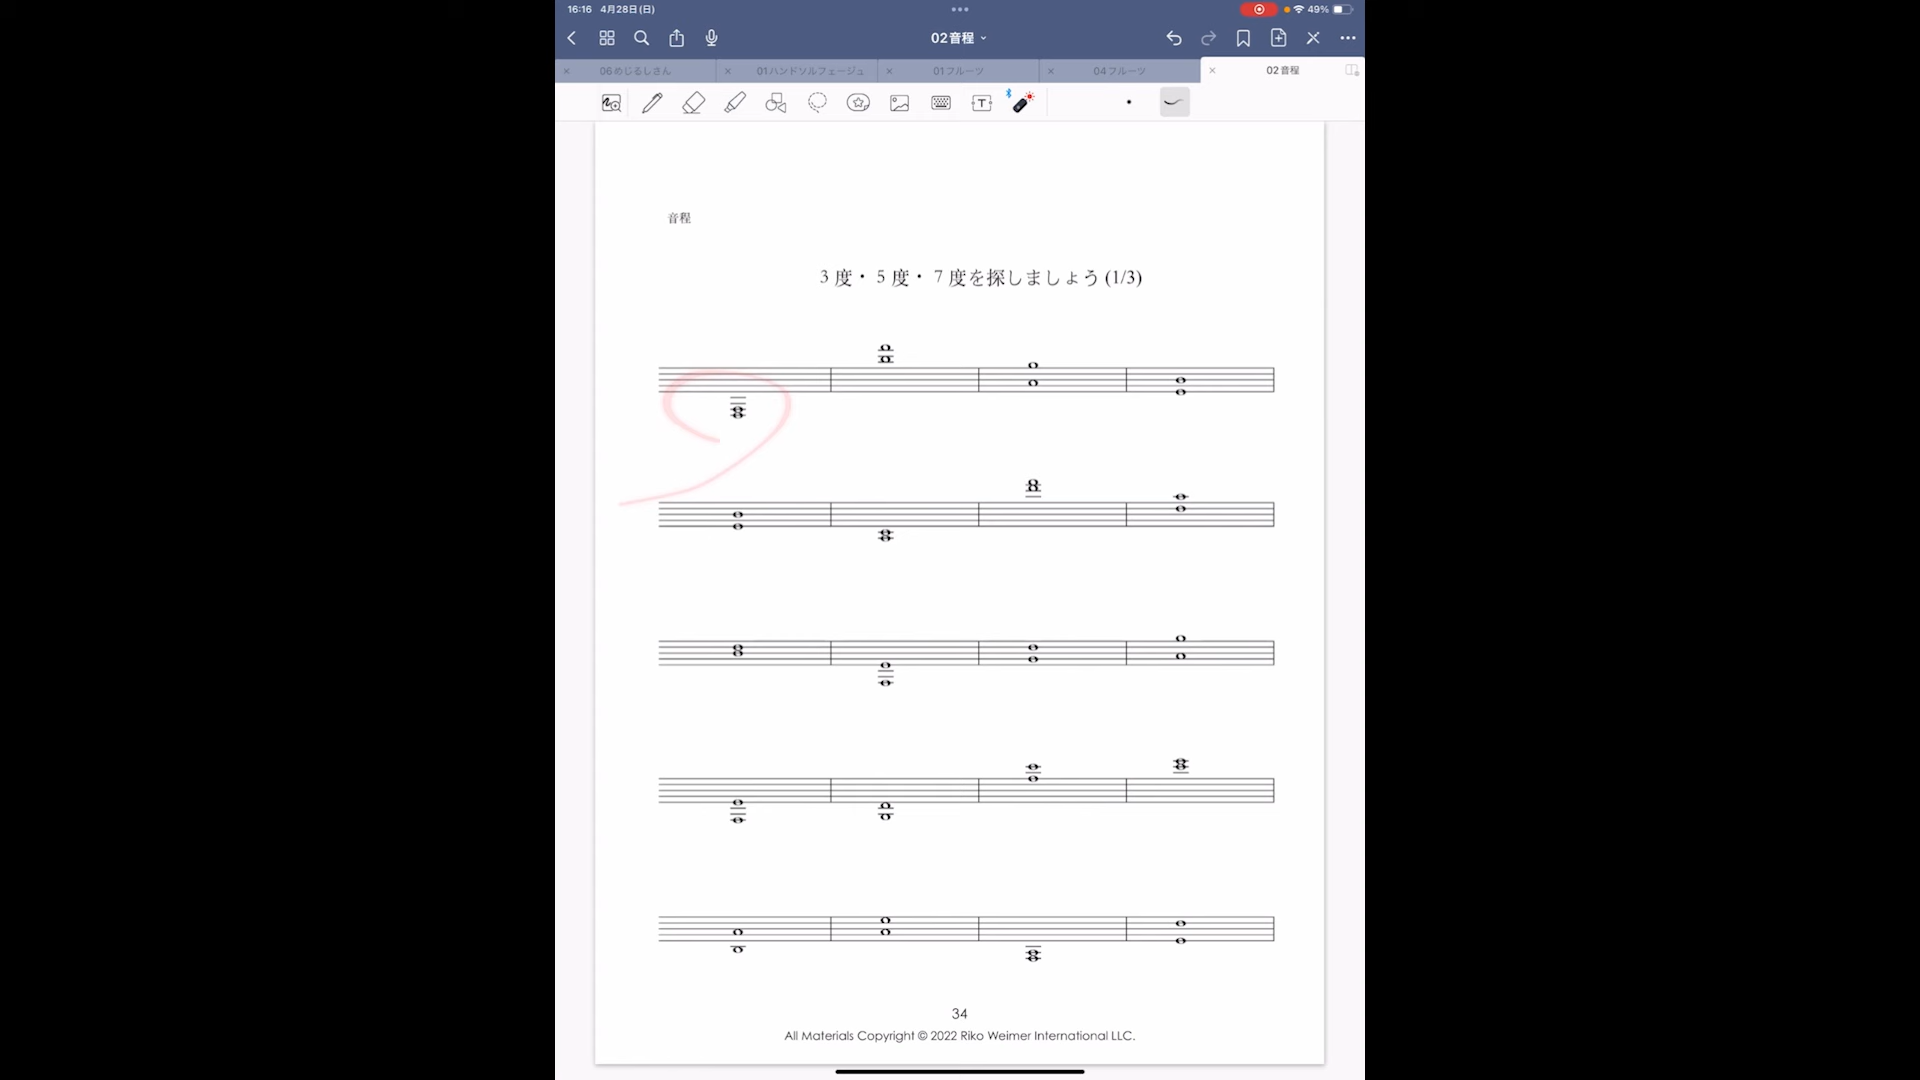 16:16 4月28日(日)
49%
02音程
06めじるしさん
01ハンドソルフェージュ
01フルーツ
04フルーツ
02音程
T
音程
3度・5度・7度を探しましょう(1/3)
34
All Materials Copyright © 2022 Riko Weimer International LLC.